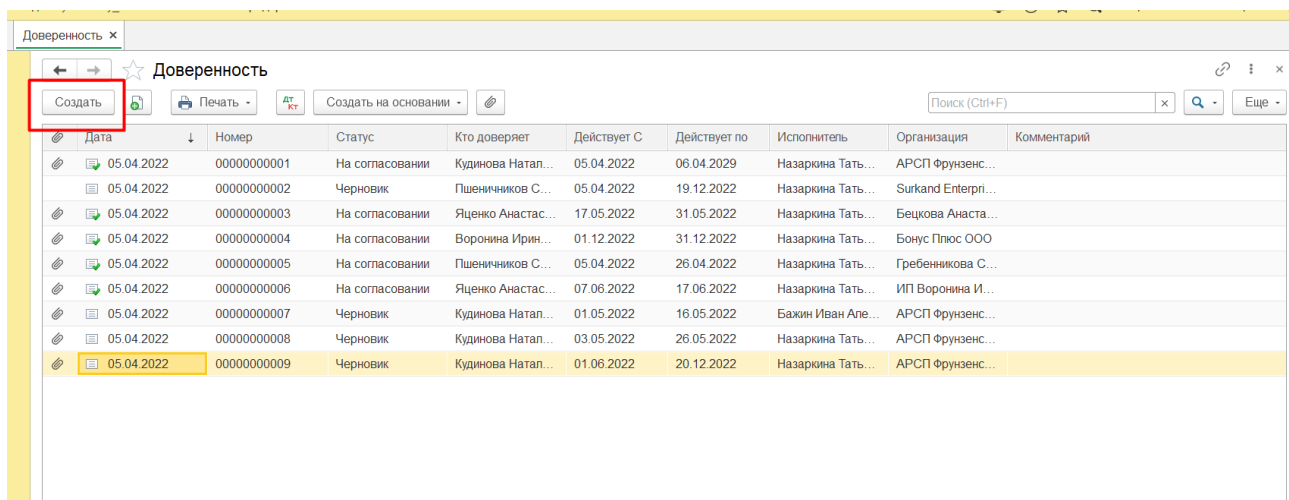 Доверенность ×
Доверенность
Создать Печать Дт Кт Создать на основании Поиск (Ctrl+F) × Еще
Дата ↓ Номер Статус Кто доверяет Действует С Действует по Исполнитель Организация Комментарий
05.04.2022 00000000001 На согласовании Кудинова Натал... 05.04.2022 06.04.2029 Назаркина Тать... АРСП Фрунзенс...
05.04.2022 00000000002 Черновик Пшеничников С... 05.04.2022 19.12.2022 Назаркина Тать... Surkand Enterpri...
05.04.2022 00000000003 На согласовании Яценко Анастас... 17.05.2022 31.05.2022 Назаркина Тать... Бецкова Анаста...
05.04.2022 00000000004 На согласовании Воронина Ирин... 01.12.2022 31.12.2022 Назаркина Тать... Бонус Плюс ООО
05.04.2022 00000000005 На согласовании Пшеничников С... 05.04.2022 26.04.2022 Назаркина Тать... Гребенникова С...
05.04.2022 00000000006 На согласовании Яценко Анастас... 07.06.2022 17.06.2022 Назаркина Тать... ИП Воронина И...
05.04.2022 00000000007 Черновик Кудинова Натал... 01.05.2022 16.05.2022 Бажин Иван Але... АРСП Фрунзенс...
05.04.2022 00000000008 Черновик Кудинова Натал... 03.05.2022 26.05.2022 Назаркина Тать... АРСП Фрунзенс...
05.04.2022 00000000009 Черновик Кудинова Натал... 01.06.2022 20.12.2022 Назаркина Тать... АРСП Фрунзенс...